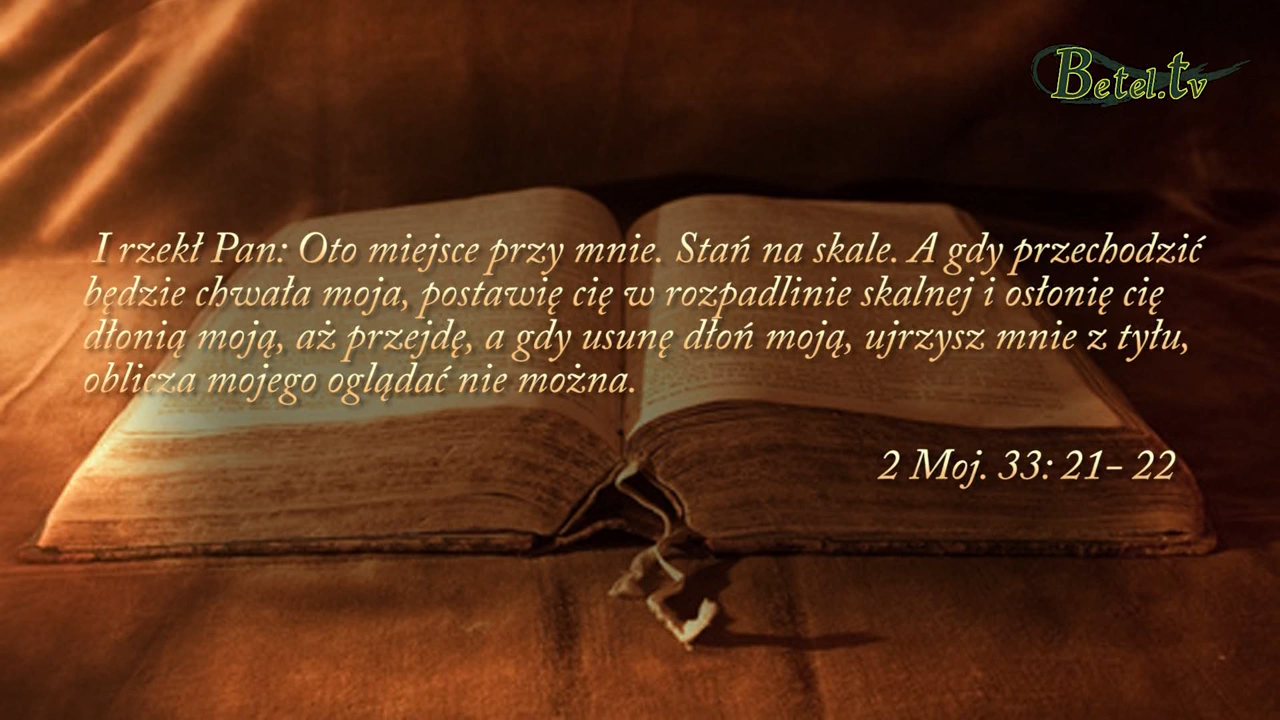 Betel.tv
I rzekł Pan: Oto miejsce przy mnie. Stań na skale. A gdy przechodzić
będzie chwała moja, postawię cię w rozpadlinie skalnej i osłonię cię
dłonią moją, aż przejdę, a gdy usunę dłoń moją, ujrzysz mnie z tyłu,
oblicza mojego oglądać nie można.
2 Moj. 33: 21- 22